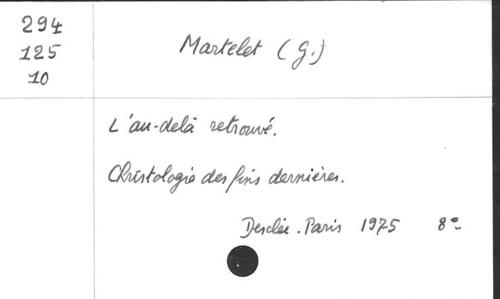 294
125
10
Martelet (G.)
L'au-delà retrouvé.
Christologie des fins dernières.
Desclée. Paris 1975 8°